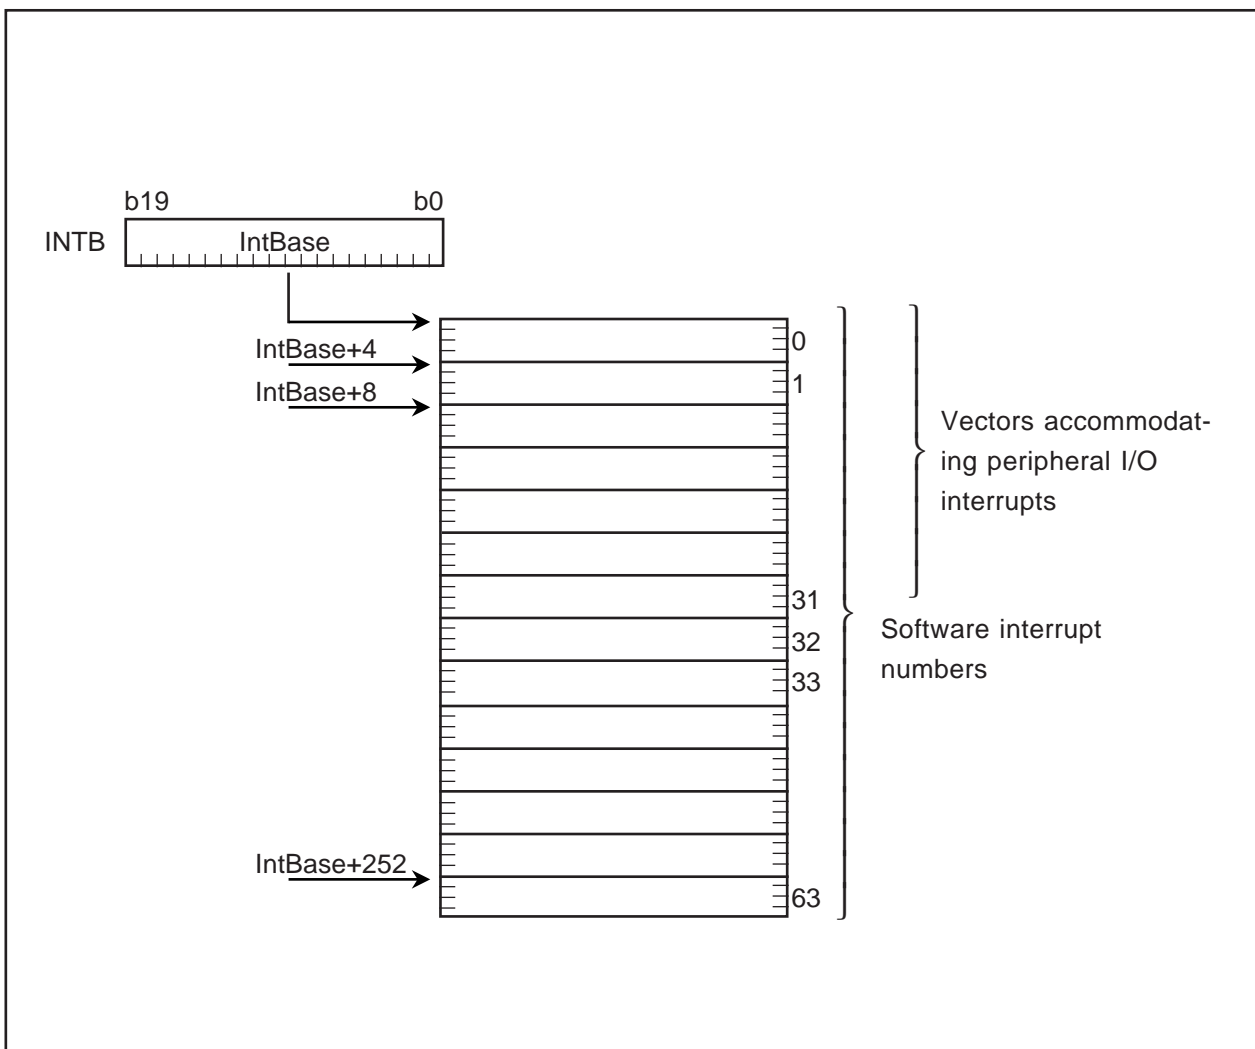 b19 b0
INTB IntBase
IntBase+4
IntBase+8
0
1
31
32
33
63
IntBase+252
Vectors accommodat-
ing peripheral I/O
interrupts
Software interrupt
numbers